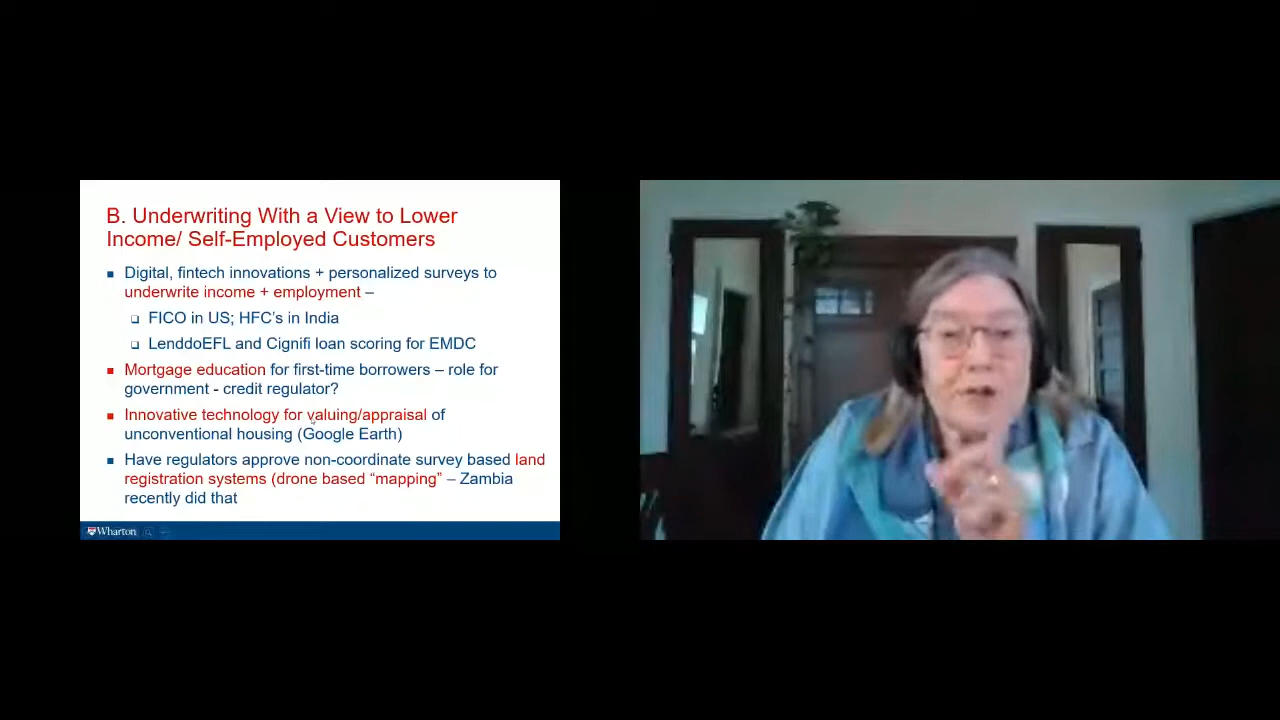 B. Underwriting With a View to Lower
Income/ Self-Employed Customers
Digital, fintech innovations + personalized surveys to
underwrite income + employment –
FICO in US; HFC's in India
LenddoEFL and Cignifi loan scoring for EMDC
Mortgage education for first-time borrowers – role for
government - credit regulator?
Innovative technology for valuing/appraisal of
unconventional housing (Google Earth)
Have regulators approve non-coordinate survey based land
registration systems (drone based “mapping” – Zambia
recently did that
Wharton